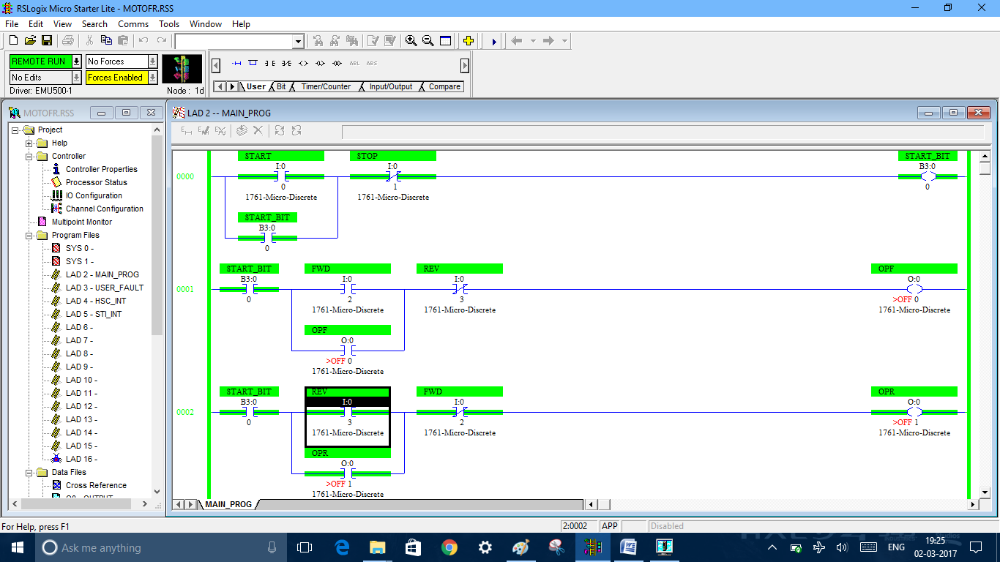 RSLogix Micro Starter Lite - MOTOFR.RSS
File Edit View Search Comms Tools Window Help
REMOTE RUN No Forces
No Edits Forces Enabled
Driver: EMU500-1 Node : 1d
ABL ABS
User Bit Timer/Counter Input/Output Compare
MOTOFR.RSS
Project
Help
Controller
Controller Properties
Processor Status
IO Configuration
Channel Configuration
Multipoint Monitor
Program Files
SYS 0 -
SYS 1 -
LAD 2 - MAIN_PROG
LAD 3 - USER_FAULT
LAD 4 - HSC_INT
LAD 5 - STI_INT
LAD 6 -
LAD 7 -
LAD 8 -
LAD 9 -
LAD 10 -
LAD 11 -
LAD 12 -
LAD 13 -
LAD 14 -
LAD 15 -
LAD 16 -
Data Files
Cross Reference
O0 - OUTPUT
LAD 2 -- MAIN_PROG
START STOP START_BIT
I:0 I:0 B3:0
0000
0 1 0
1761-Micro-Discrete 1761-Micro-Discrete
START_BIT
B3:0
0
START_BIT FWD REV OPF
B3:0 I:0 I:0 O:0
0001
0 2 3 >OFF 0
1761-Micro-Discrete 1761-Micro-Discrete 1761-Micro-Discrete
OPF
O:0
>OFF 0
1761-Micro-Discrete
START_BIT REV FWD OPR
B3:0 I:0 I:0 O:0
0002
0 3 2 >OFF 1
1761-Micro-Discrete 1761-Micro-Discrete 1761-Micro-Discrete
OPR
O:0
>OFF 1
1761-Micro-Discrete
MAIN_PROG
For Help, press F1 2:0002 APP Disabled
Ask me anything
ENG
19:25
02-03-2017